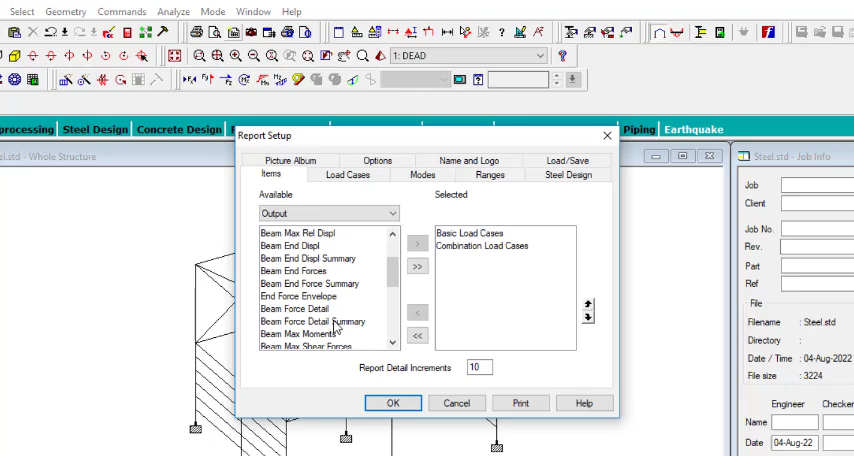 Select Geometry Commands Analyze Mode Window Help
1: DEAD
processing Steel Design Concrete Design Piping Earthquake
el.std - Whole Structure
Report Setup
Picture Album Options Name and Logo Load/Save
Items Load Cases Modes Ranges Steel Design
Available Selected
Output
Beam Max Rel Displ
Beam End Displ
Beam End Displ Summary
Beam End Forces
Beam End Force Summary
End Force Envelope
Beam Force Detail
Beam Force Detail Summary
Beam Max Moments
Beam Max Shear Forces
>
>>
<
<<
Basic Load Cases
Combination Load Cases
Report Detail Increments 10
OK Cancel Print Help
Steel.std - Job Info
Job
Client
Job No.
Rev.
Part
Ref
File
Filename : Steel.std
Directory :
Date / Time : 04-Aug-2022
File size : 3224
Engineer Checker
Name
Date 04-Aug-22